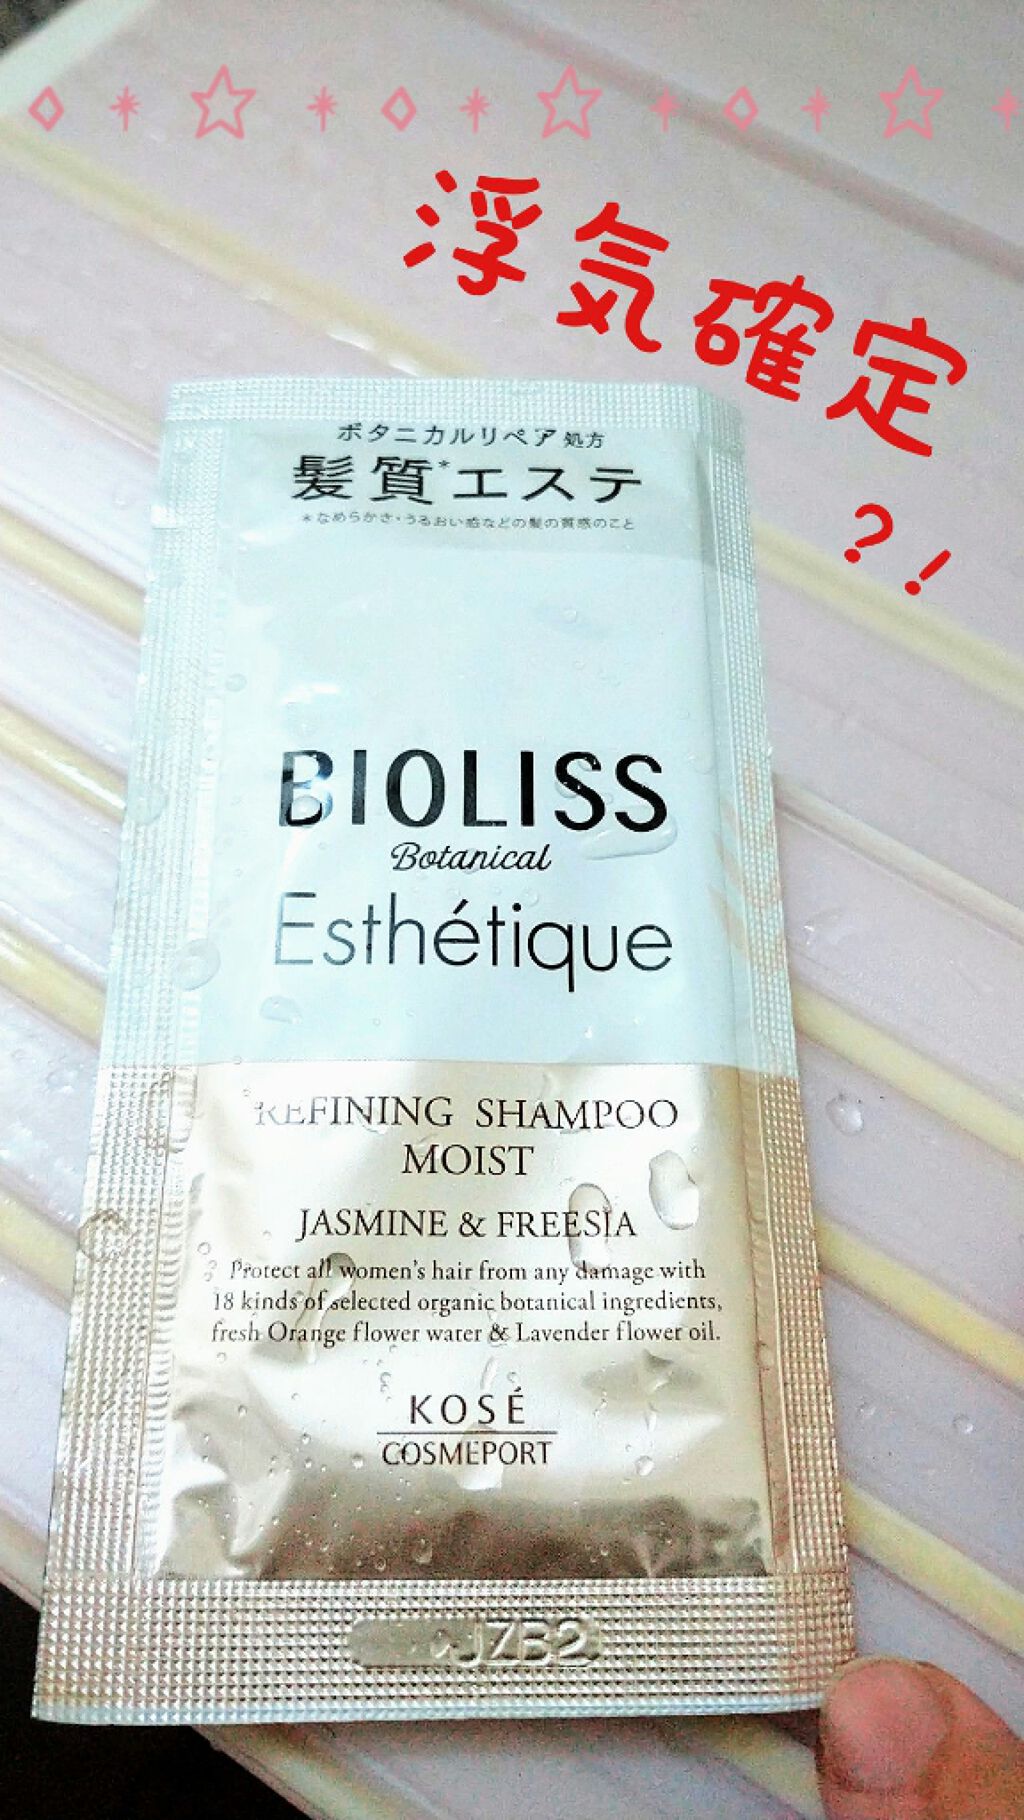 浮気確定
?!
ボタニカルリペア処方
髪質*エステ
*なめらかさ・うるおい感などの髪の質感のこと
BIOLISS
Botanical
Esthétique
REFINING SHAMPOO
MOIST
JASMINE & FREESIA
Protect all women's hair from any damage with
18 kinds of selected organic botanical ingredients,
fresh Orange flower water & Lavender flower oil.
KOSÉ
COSMEPORT